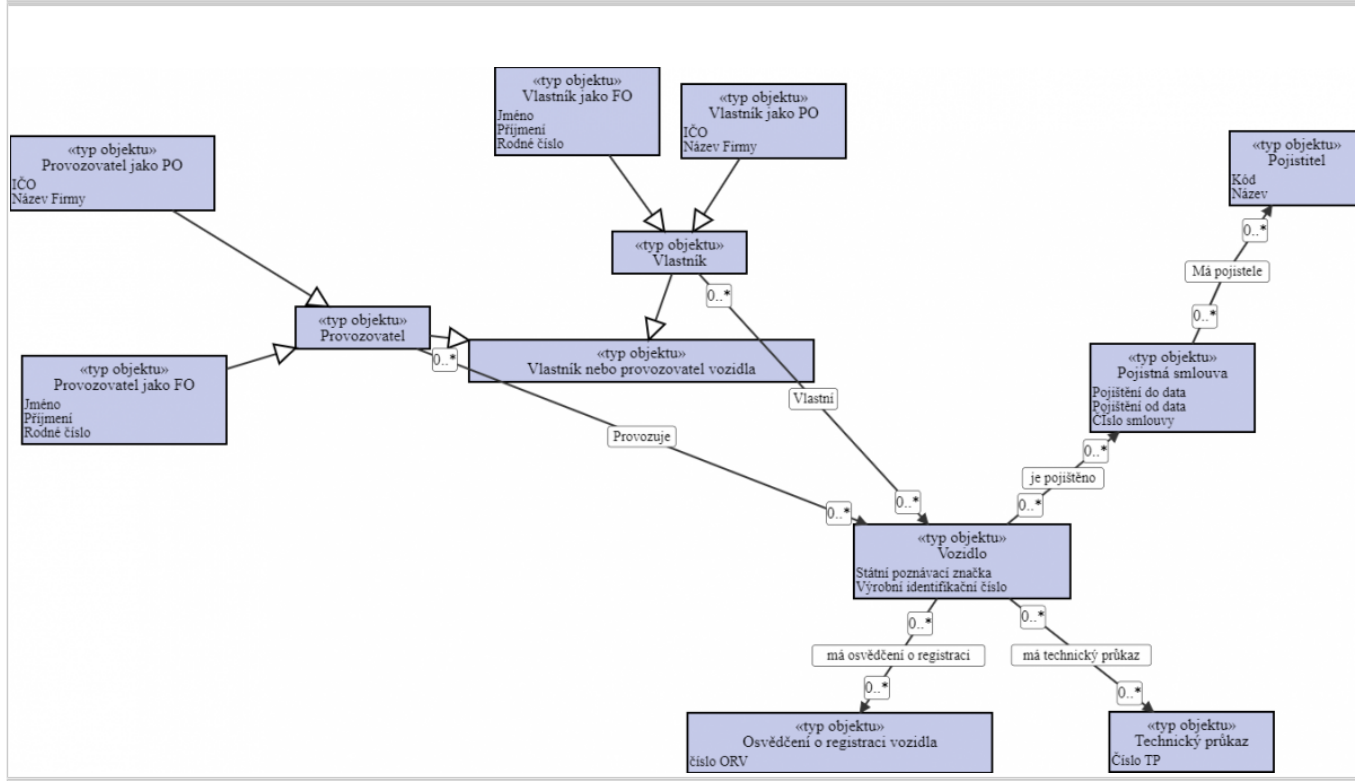 «typ objektu»
Vlastník jako FO
Jméno
Příjmení
Rodné číslo
«typ objektu»
Vlastník jako PO
IČO
Název Firmy
«typ objektu»
Provozovatel jako PO
IČO
Název Firmy
«typ objektu»
Pojistitel
Kód
Název
0..*
Má pojistele
0..*
«typ objektu»
Vlastník
0..*
«typ objektu»
Provozovatel
0..*
«typ objektu»
Vlastník nebo provozovatel vozidla
«typ objektu»
Provozovatel jako FO
Jméno
Příjmení
Rodné číslo
«typ objektu»
Pojistná smlouva
Pojištění do data
Pojištění od data
ČÍslo smlouvy
Vlastní
Provozuje
0..*
je pojištěno
0..*
0..*
0..*
«typ objektu»
Vozidlo
Státní poznávací značka
Výrobní identifikační číslo
0..*
0..*
má osvědčení o registraci
má technický průkaz
0..*
0..*
«typ objektu»
Osvědčení o registraci vozidla
číslo ORV
«typ objektu»
Technický průkaz
Číslo TP